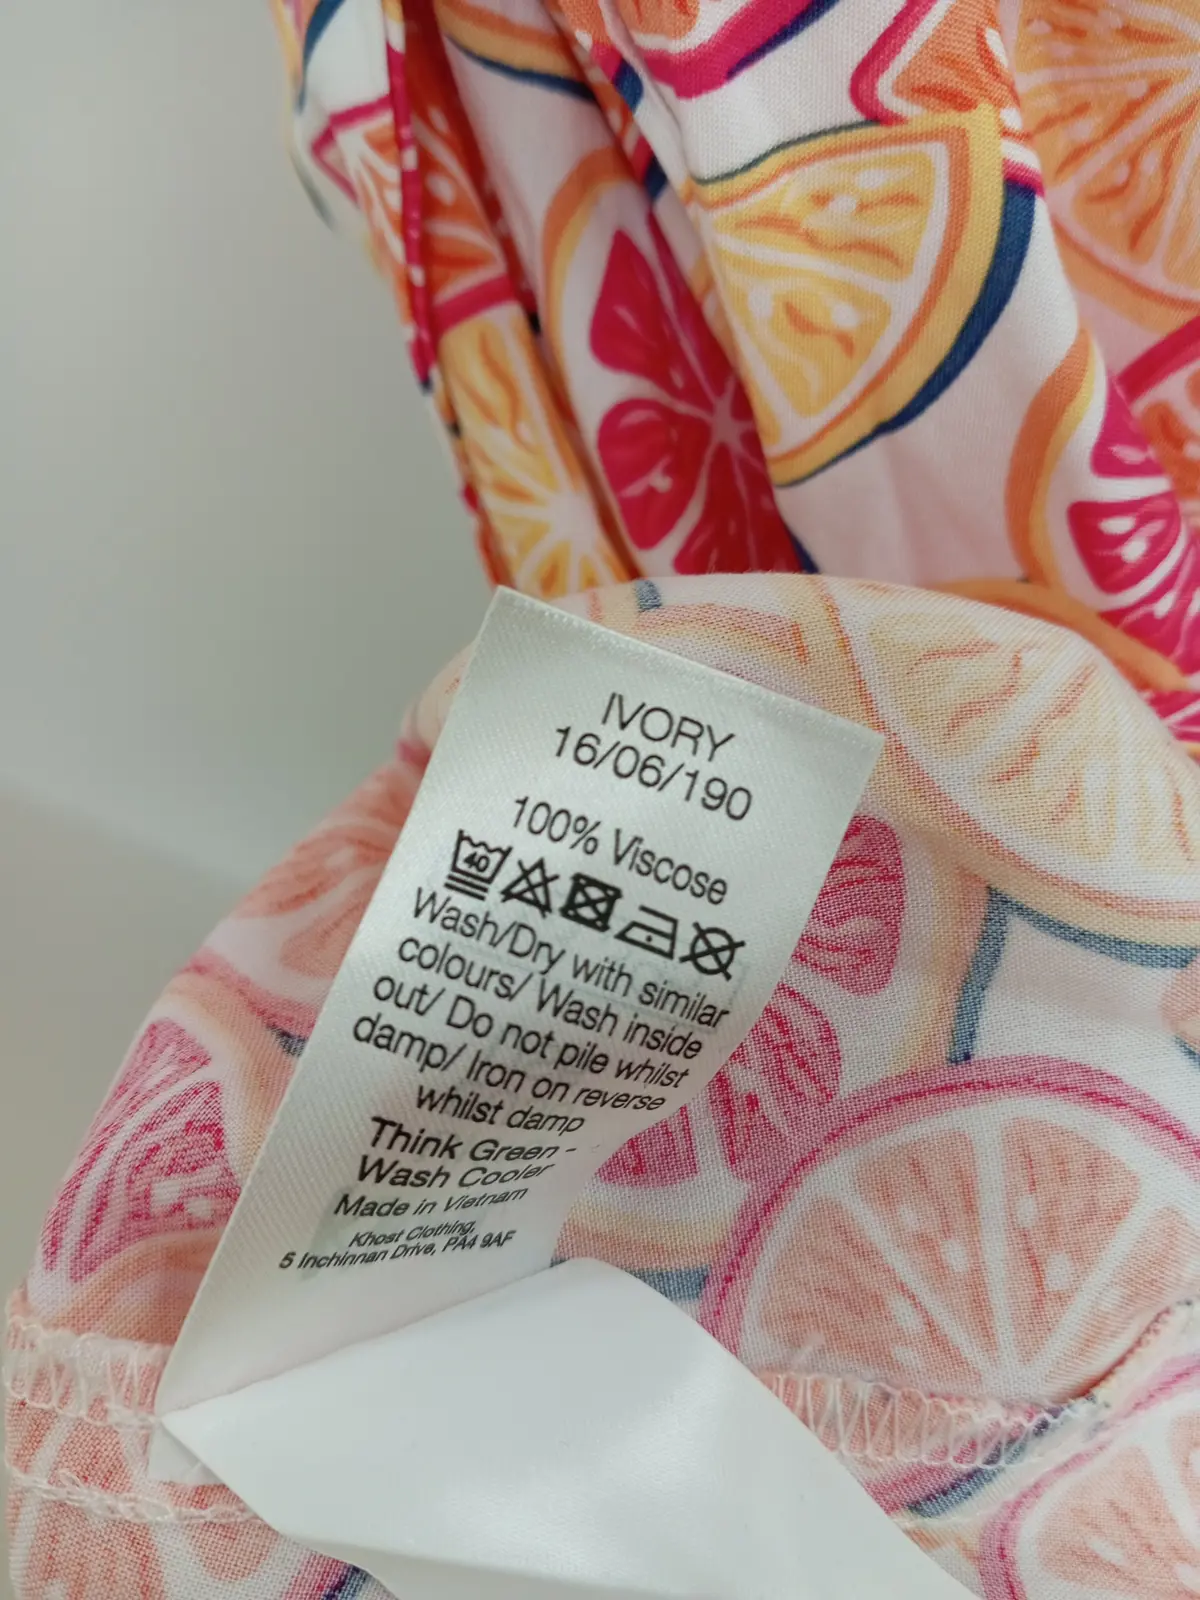 IVORY
16/06/190
100% Viscose
40
Wash/Dry with similar
colours/ Wash inside
out/ Do not pile whilst
damp/ Iron on reverse
whilst damp
Think Green -
Wash Cooler
Made in Vietnam
Khost Clothing,
5 Inchinnan Drive, PA4 9AF